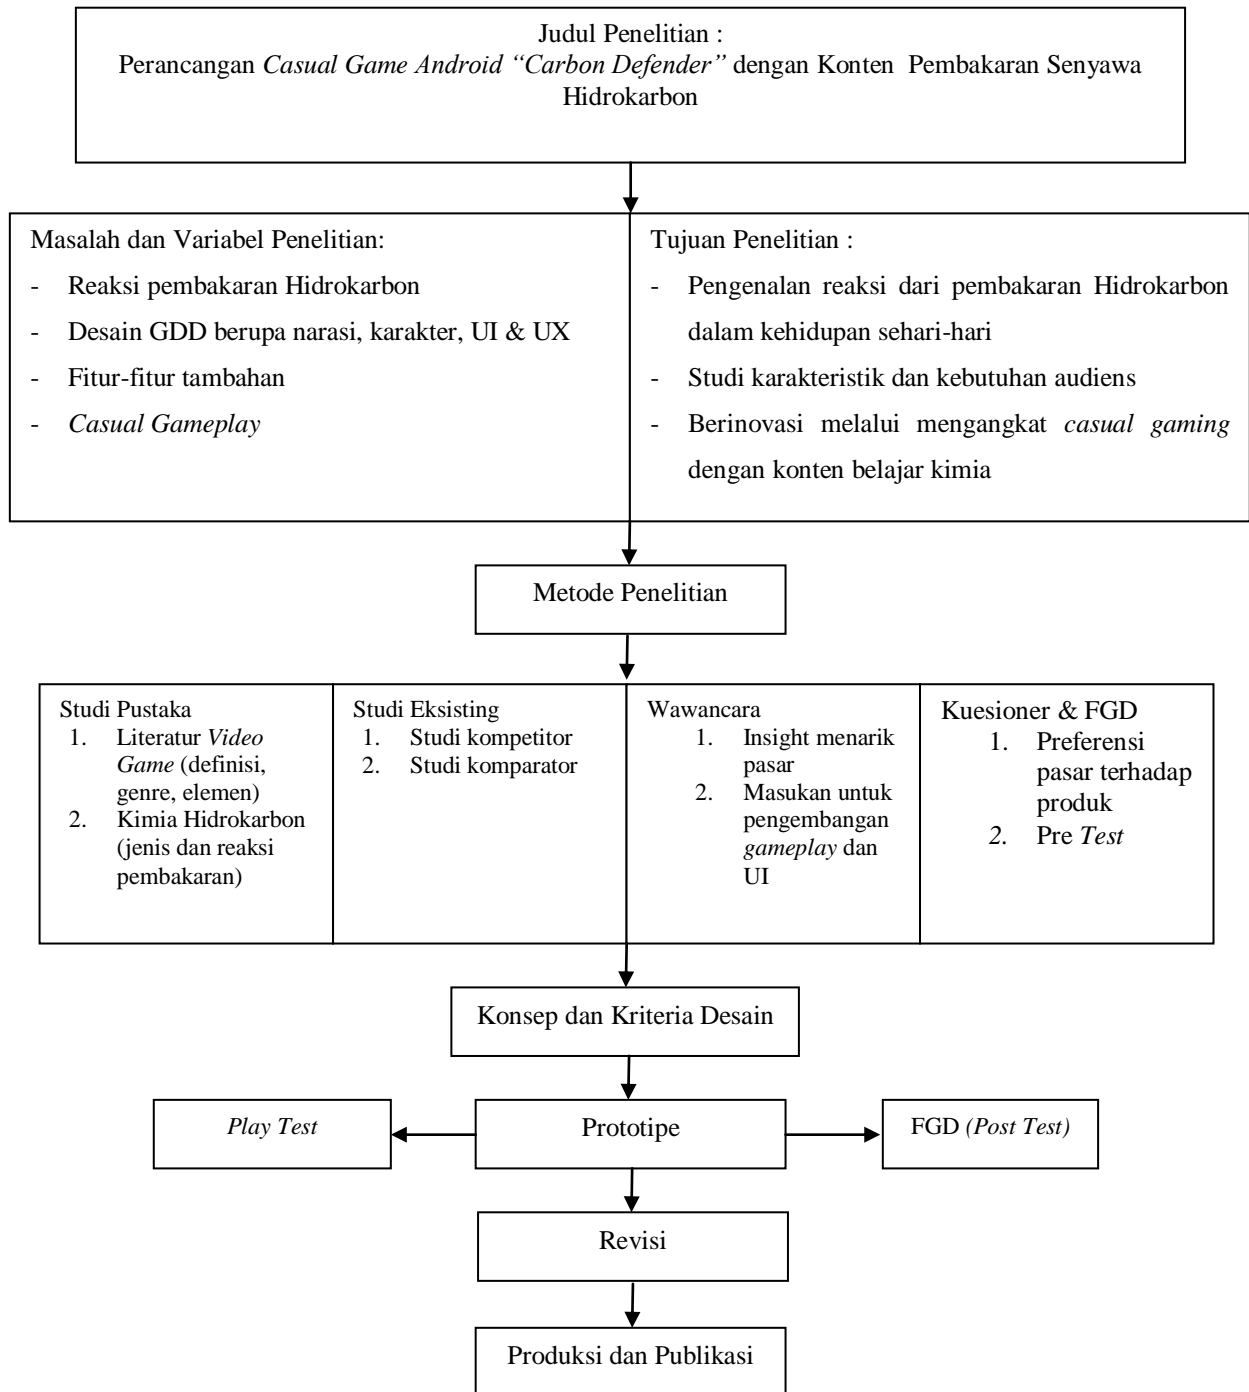 Judul Penelitian :
Perancangan Casual Game Android “Carbon Defender” dengan Konten Pembakaran Senyawa
Hidrokarbon
Masalah dan Variabel Penelitian:
- Reaksi pembakaran Hidrokarbon
- Desain GDD berupa narasi, karakter, UI & UX
- Fitur-fitur tambahan
- Casual Gameplay
Tujuan Penelitian :
- Pengenalan reaksi dari pembakaran Hidrokarbon
dalam kehidupan sehari-hari
- Studi karakteristik dan kebutuhan audiens
- Berinovasi melalui mengangkat casual gaming
dengan konten belajar kimia
Metode Penelitian
Studi Pustaka
1. Literatur Video
Game (definisi,
genre, elemen)
2. Kimia Hidrokarbon
(jenis dan reaksi
pembakaran)
Studi Eksisting
1. Studi kompetitor
2. Studi komparator
Wawancara
1. Insight menarik
pasar
2. Masukan untuk
pengembangan
gameplay dan
UI
Kuesioner & FGD
1. Preferensi
pasar terhadap
produk
2. Pre Test
Konsep dan Kriteria Desain
Play Test
Prototipe
FGD (Post Test)
Revisi
Produksi dan Publikasi